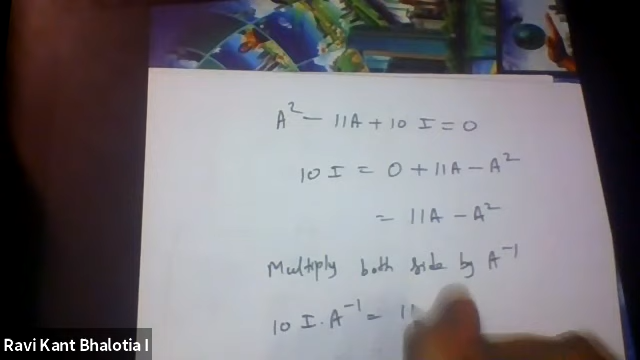 A² - 11A + 10 I = 0
10 I = 0 + 11A - A²
= 11A - A²
Multiply both side by A⁻¹
10 I . A⁻¹ = 11
Ravi Kant Bhalotia I